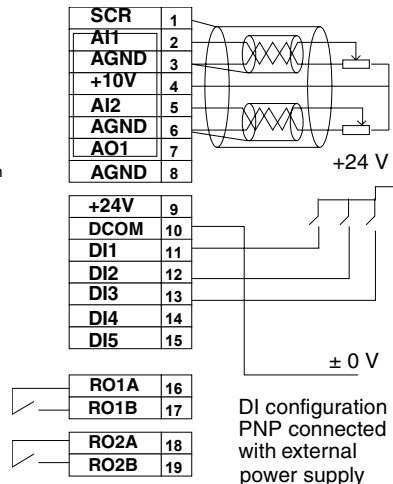 SCR 1
AI1 2
AGND 3
+10V 4
AI2 5
AGND 6
AO1 7
AGND 8
+24 V
+24V 9
DCOM 10
DI1 11
DI2 12
DI3 13
DI4 14
DI5 15
± 0 V
RO1A 16
RO1B 17
RO2A 18
RO2B 19
DI configuration
PNP connected
with external
power supply